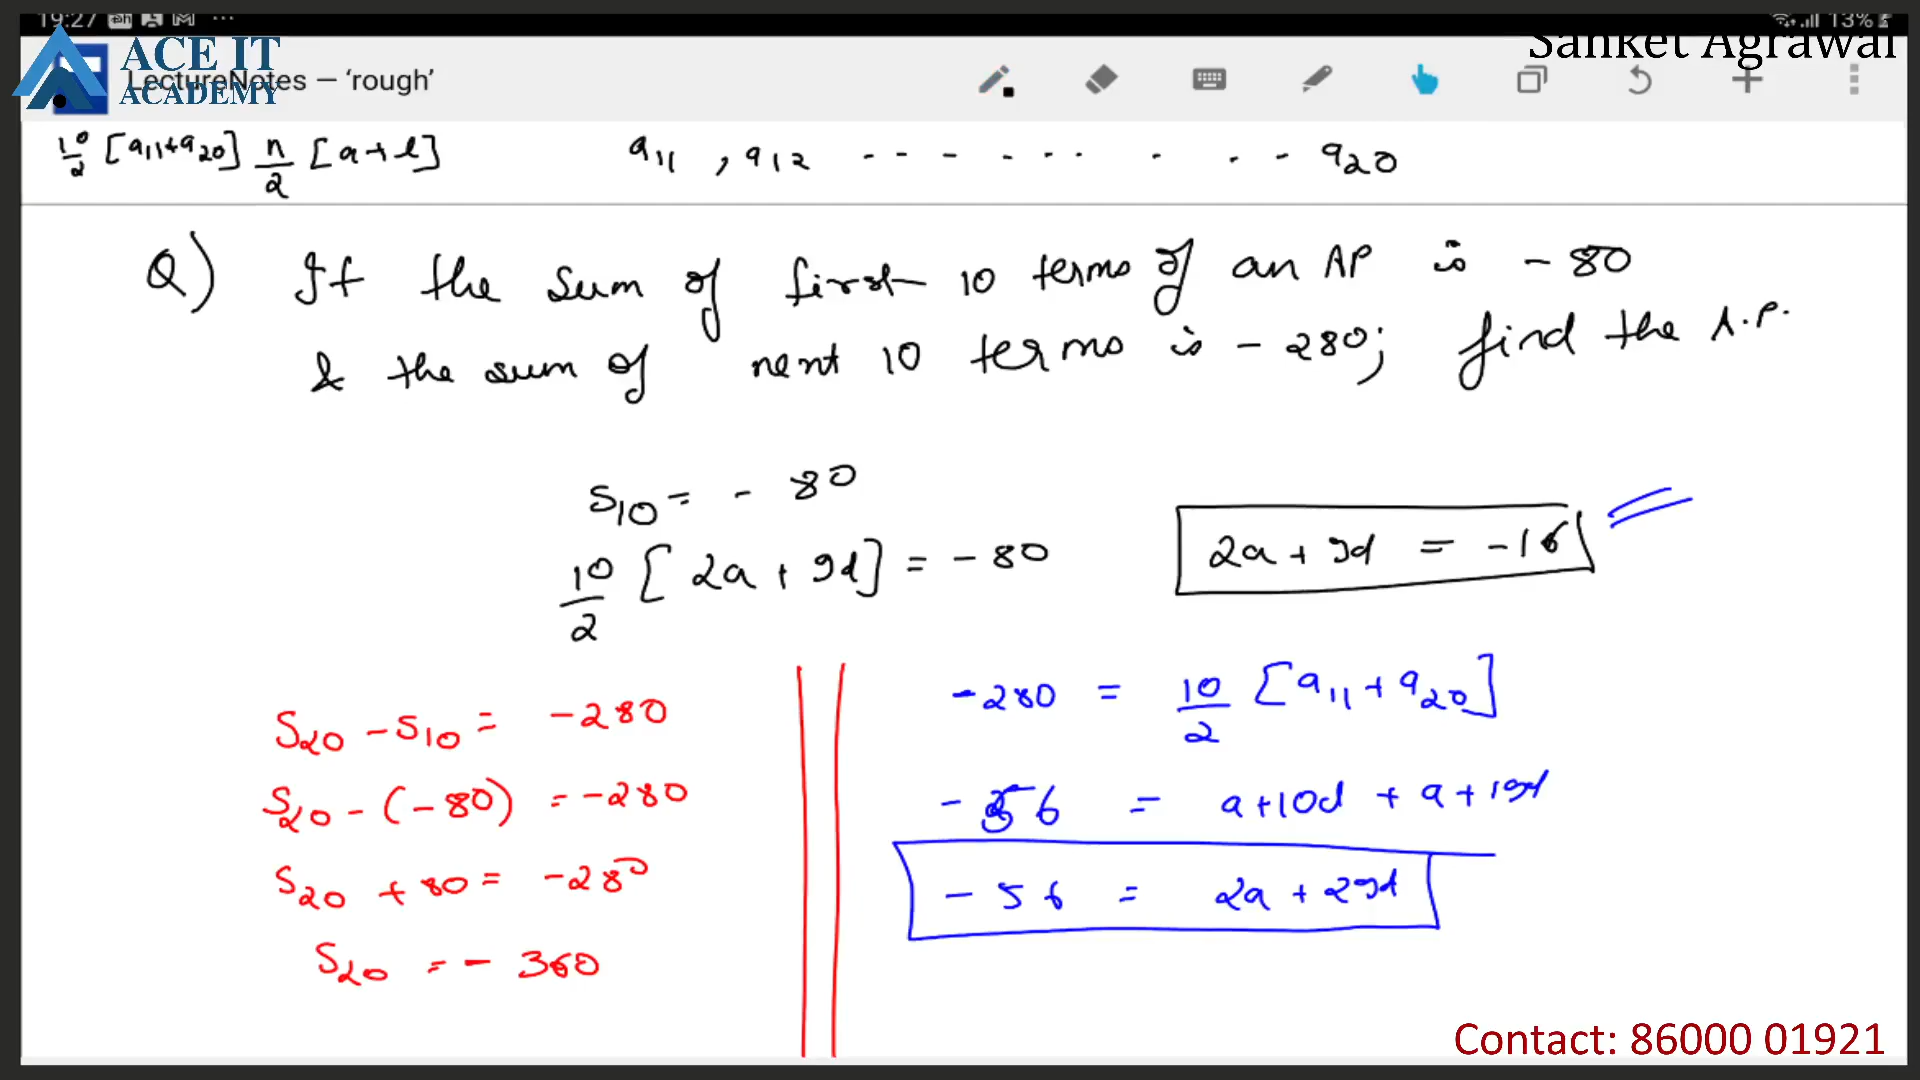 19:27
13%
ACE IT
ACADEMY
LectureNotes — ‘rough’
Sanket Agrawal
10/2 [a11+a20] n/2 [a+l]
a11, a12 - - - - - - - - - - a20
Q) If the sum of first 10 terms of an AP is - 80
& the sum of next 10 terms is - 280; find the A.P.
S10 = - 80
10/2 [2a + 9d] = - 80
2a + 9d = -16
S20 - S10 = -280
S20 - (-80) = -280
S20 + 80 = -280
S20 = - 360
-280 = 10/2 [a11 + a20]
- 56 = a+10d + a+19d
- 56 = 2a + 29d
Contact: 86000 01921